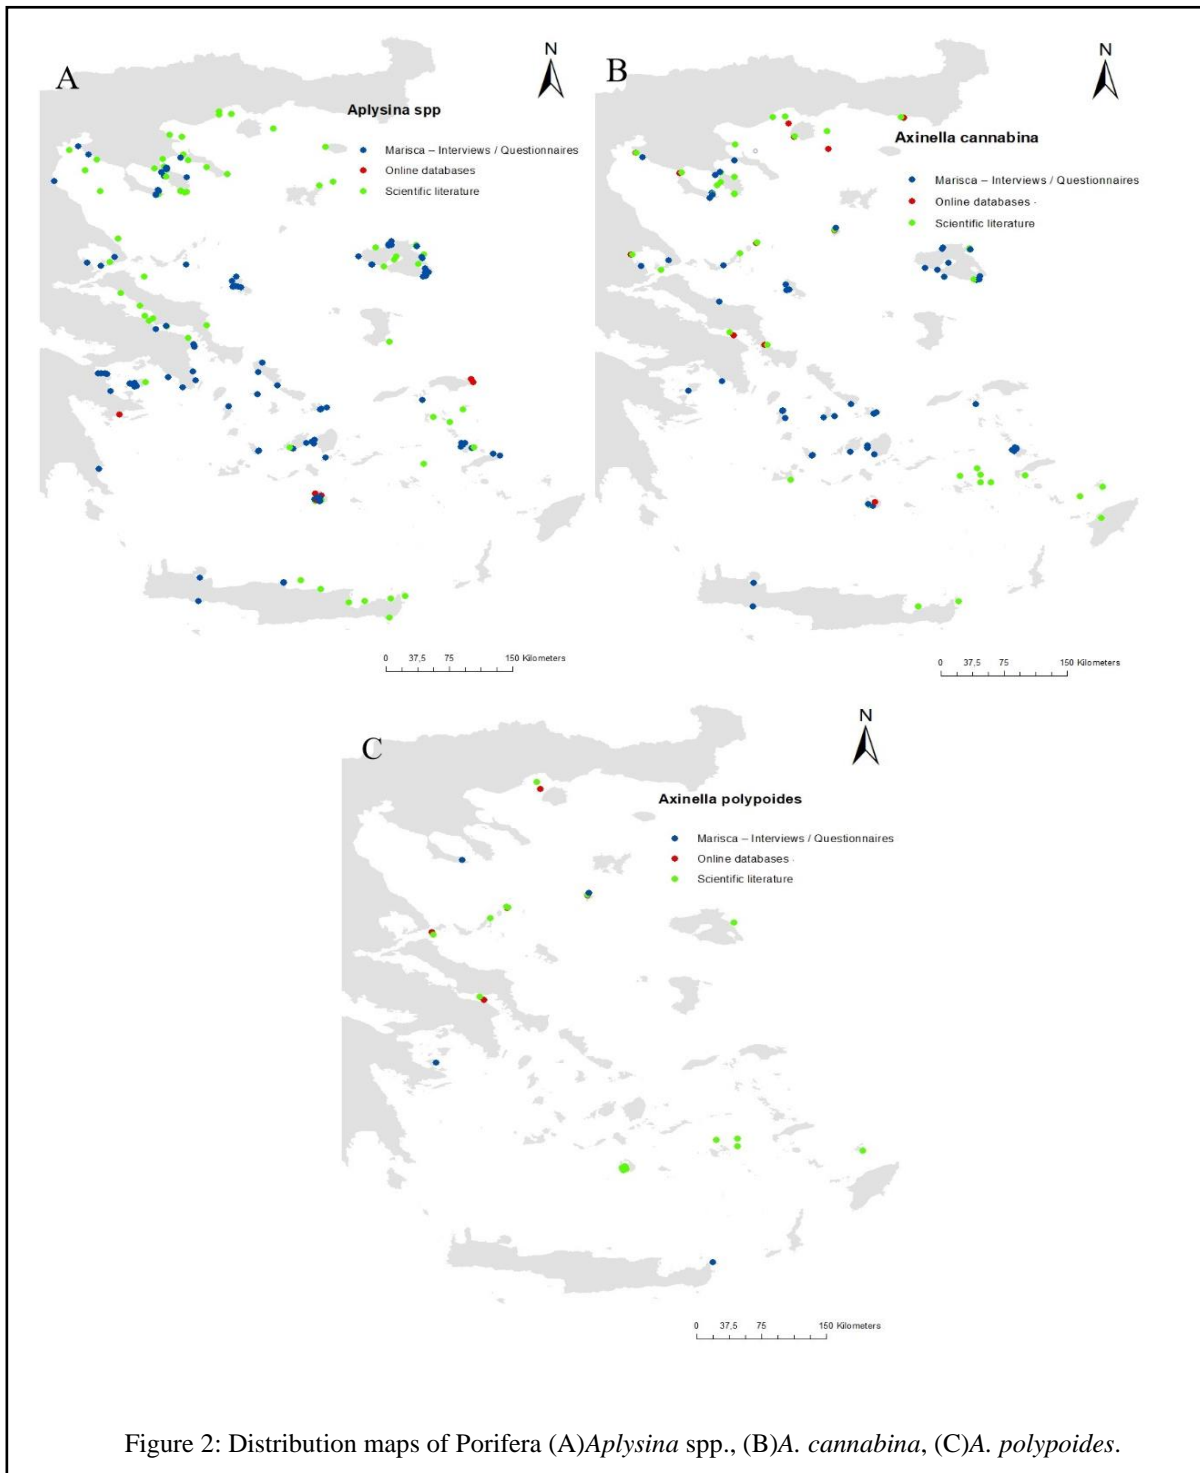 A
N
Aplysina spp
Marisca – Interviews / Questionnaires
Online databases
Scientific literature
0 37,5 75 150 Kilometers
B
N
Axinella cannabina
Marisca – Interviews / Questionnaires
Online databases
Scientific literature
0 37,5 75 150 Kilometers
C
N
Axinella polypoides
Marisca – Interviews / Questionnaires
Online databases
Scientific literature
0 37,5 75 150 Kilometers
Figure 2: Distribution maps of Porifera (A)Aplysina spp., (B)A. cannabina, (C)A. polypoides.